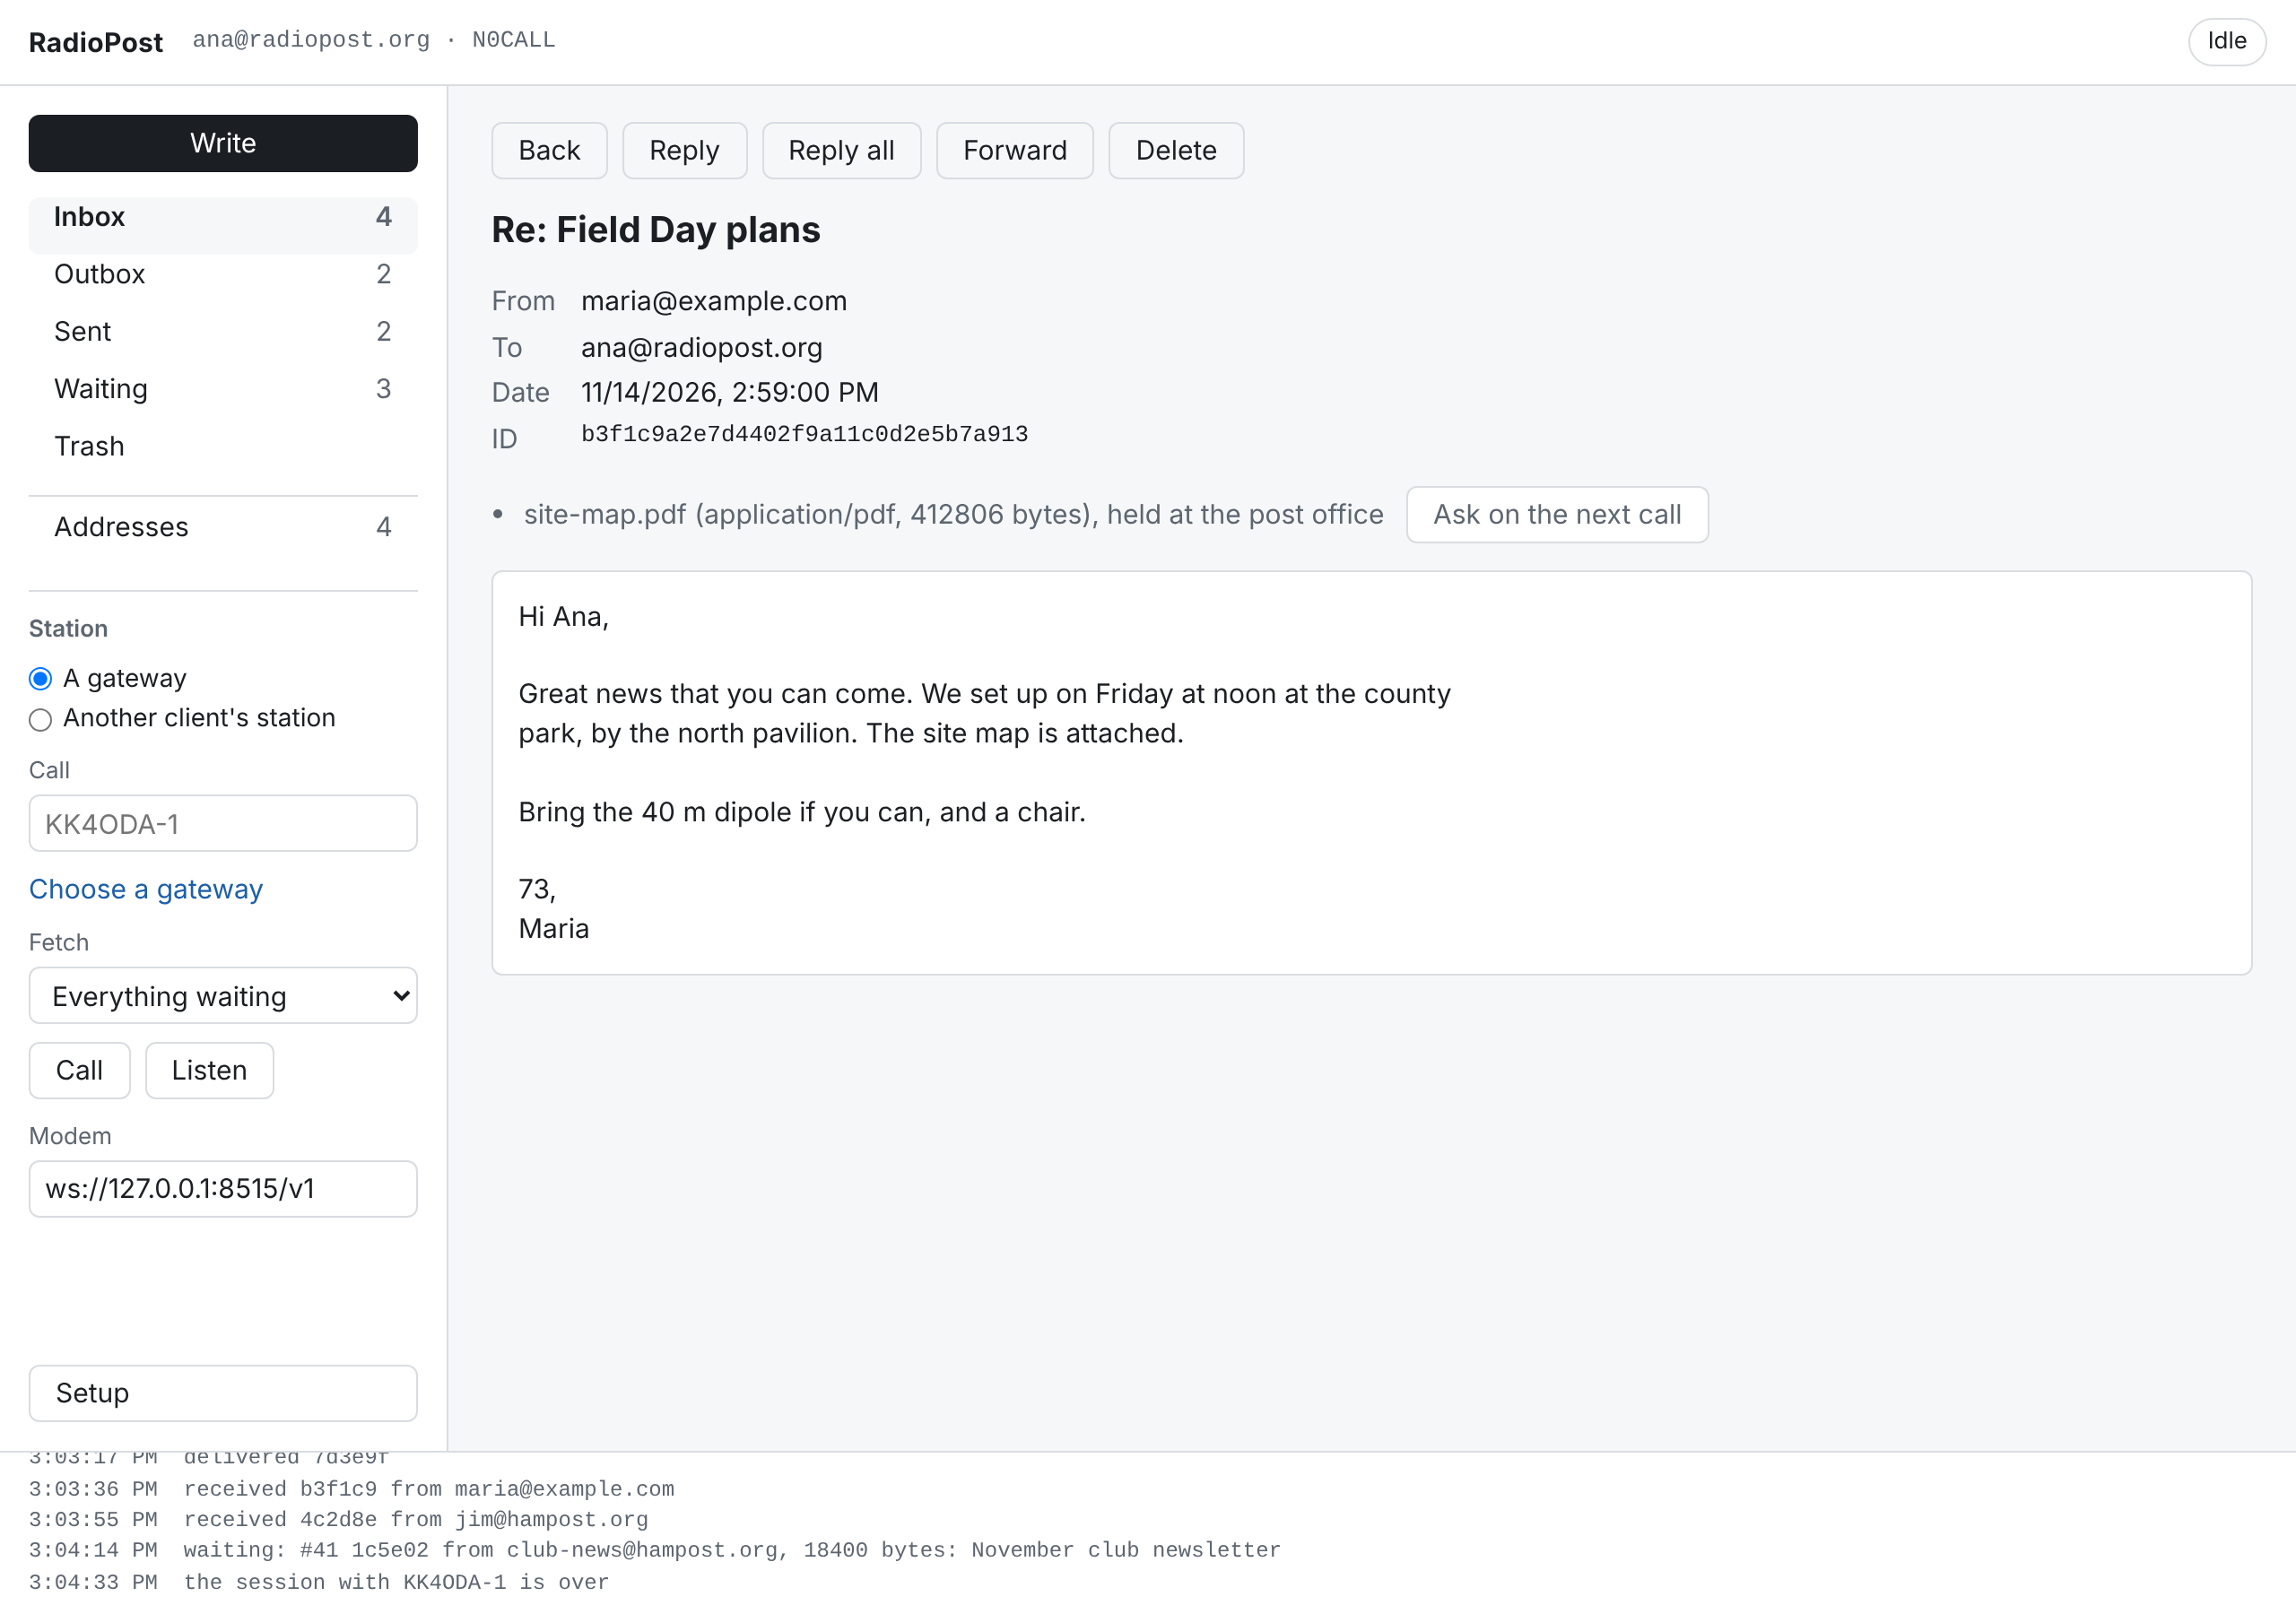 RadioPost ana@radiopost.org · N0CALL
Idle
Write
Inbox 4
Outbox 2
Sent 2
Waiting 3
Trash
Addresses 4
Station
A gateway
Another client's station
Call
KK4ODA-1
Choose a gateway
Fetch
Everything waiting
Call Listen
Modem
ws://127.0.0.1:8515/v1
Setup
Back Reply Reply all Forward Delete
Re: Field Day plans
From maria@example.com
To ana@radiopost.org
Date 11/14/2026, 2:59:00 PM
ID b3f1c9a2e7d4402f9a11c0d2e5b7a913
• site-map.pdf (application/pdf, 412806 bytes), held at the post office Ask on the next call
Hi Ana,
Great news that you can come. We set up on Friday at noon at the county
park, by the north pavilion. The site map is attached.
Bring the 40 m dipole if you can, and a chair.
73,
Maria
3:03:17 PM delivered 7d3e9f
3:03:36 PM received b3f1c9 from maria@example.com
3:03:55 PM received 4c2d8e from jim@hampost.org
3:04:14 PM waiting: #41 1c5e02 from club-news@hampost.org, 18400 bytes: November club newsletter
3:04:33 PM the session with KK4ODA-1 is over